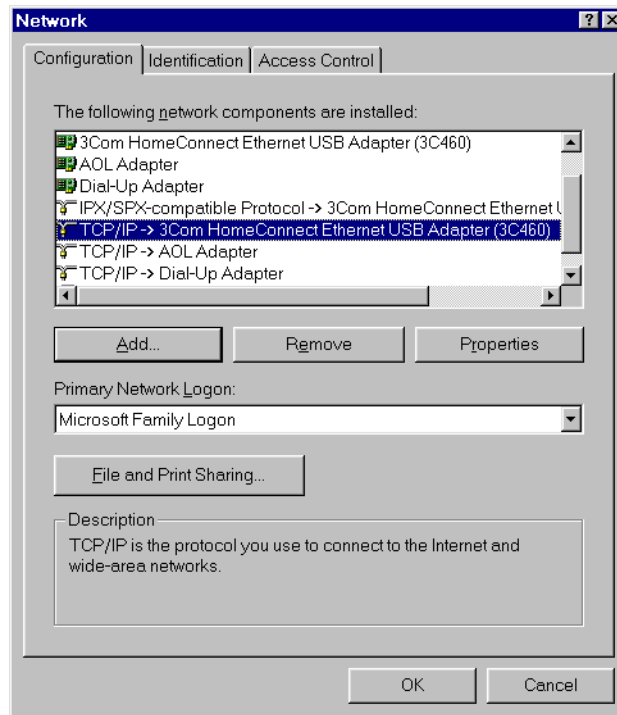 Network
Configuration Identification Access Control
The following network components are installed:
3Com HomeConnect Ethernet USB Adapter (3C460)
AOL Adapter
Dial-Up Adapter
IPX/SPX-compatible Protocol -> 3Com HomeConnect Ethernet
TCP/IP -> 3Com HomeConnect Ethernet USB Adapter (3C460)
TCP/IP -> AOL Adapter
TCP/IP -> Dial-Up Adapter
Add... Remove Properties
Primary Network Logon:
Microsoft Family Logon
File and Print Sharing...
Description
TCP/IP is the protocol you use to connect to the Internet and
wide-area networks.
OK Cancel